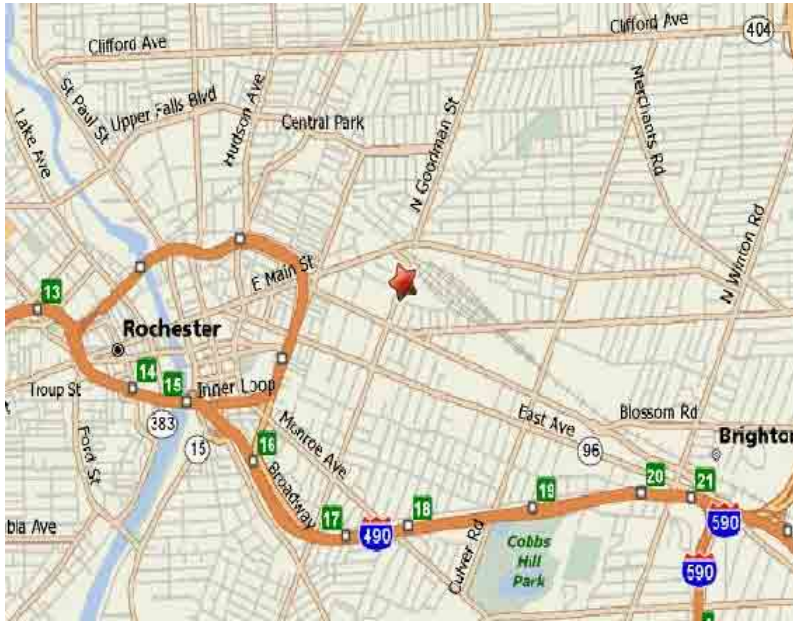 Clifford Ave
Clifford Ave
404
St Paul St
Upper Falls Blvd
Hudson Ave
Central Park
Lake Ave
N Goodman St
Merchants Rd
N Winton Rd
E Main St
13
Rochester
14
15
Inner Loop
Troup St
383
15
Ford St
16
Monroe Ave
Broadway
East Ave
Blossom Rd
96
Brighton
17
490
18
19
20
21
590
590
Culver Rd
Cobbs
Hill
Park
bia Ave